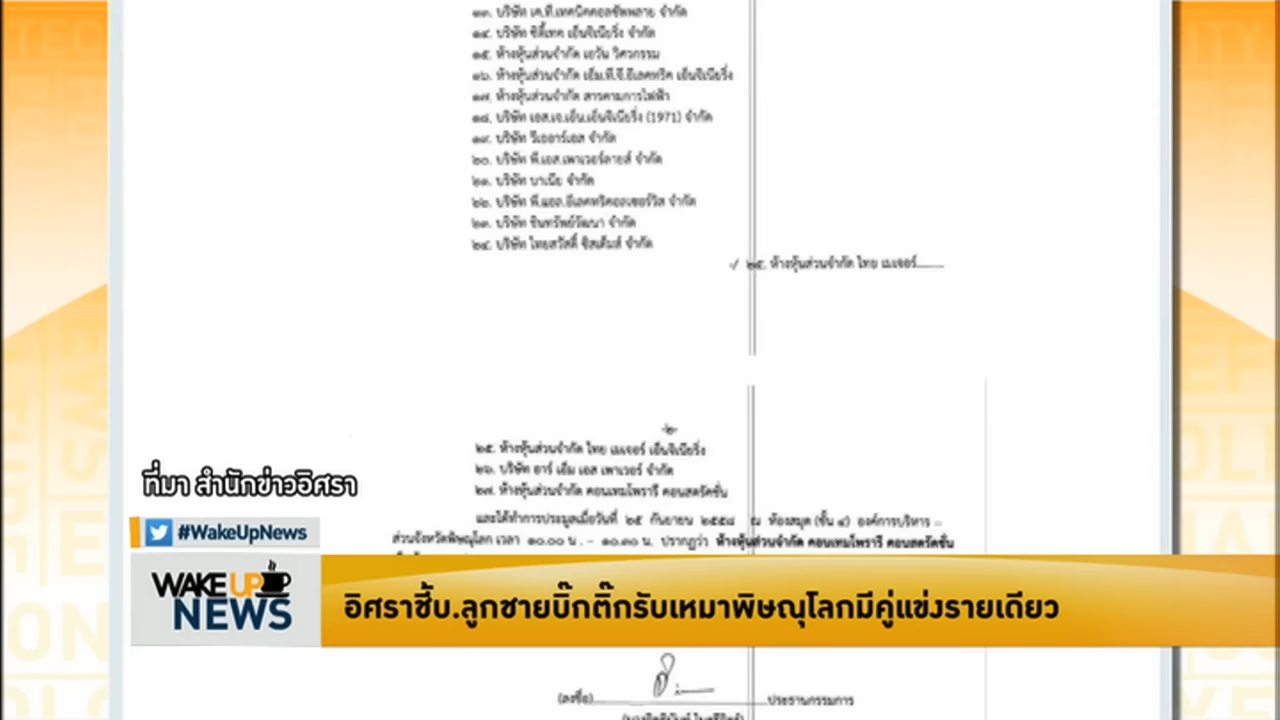 ๑๓. บริษัท เค.ที.เทคนิคอลซัพพลาย จำกัด
๑๔. บริษัท ซิตี้เทค เอ็นจิเนียริ่ง จำกัด
๑๕. ห้างหุ้นส่วนจำกัด เอวัน วิศวกรรม
๑๖. ห้างหุ้นส่วนจำกัด เอ็ม.ที.จี.อีเลคทริค เอ็นจิเนียริ่ง
๑๗. ห้างหุ้นส่วนจำกัด สารคามการไฟฟ้า
๑๘. บริษัท เอส.เจ.เอ็น.เอ็นจิเนียริ่ง (1971) จำกัด
๑๙. บริษัท วีเออาร์เอส จำกัด
๒๐. บริษัท พี.เอส.เพาเวอร์ลายส์ จำกัด
๒๑. บริษัท บาเนีย จำกัด
๒๒. บริษัท พี.แอล.อีเลคทริคอลเซอร์วิส จำกัด
๒๓. บริษัท ชินทรัพย์วัฒนา จำกัด
๒๔. บริษัท ไทยสวัสดิ์ ซิสเต็มส์ จำกัด
√ ๒๕. ห้างหุ้นส่วนจำกัด ไทย เมเจอร์.........
-๒-
๒๕. ห้างหุ้นส่วนจำกัด ไทย เมเจอร์ เอ็นจิเนียริ่ง
๒๖. บริษัท อาร์ เอ็ม เอส เพาเวอร์ จำกัด
๒๗. ห้างหุ้นส่วนจำกัด คอนเทมโพรารี คอนสตรัคชั่น
และได้ทำการประมูลเมื่อวันที่ ๒๕ กันยายน ๒๕๕๘ ณ ห้องสมุด (ชั้น ๔) องค์การบริหาร
ส่วนจังหวัดพิษณุโลก เวลา ๑๐.๐๐ น. – ๑๐.๓๐ น. ปรากฏว่า ห้างหุ้นส่วนจำกัด คอนเทมโพรารี คอนสตรัคชั่น
ที่มา สำนักข่าวอิศรา
#WakeUpNews
WAKE UP
NEWS
อิศราชี้บ.ลูกชายบิ๊กติ๊กรับเหมาพิษณุโลกมีคู่แข่งรายเดียว
(ลงชื่อ) ประธานกรรมการ